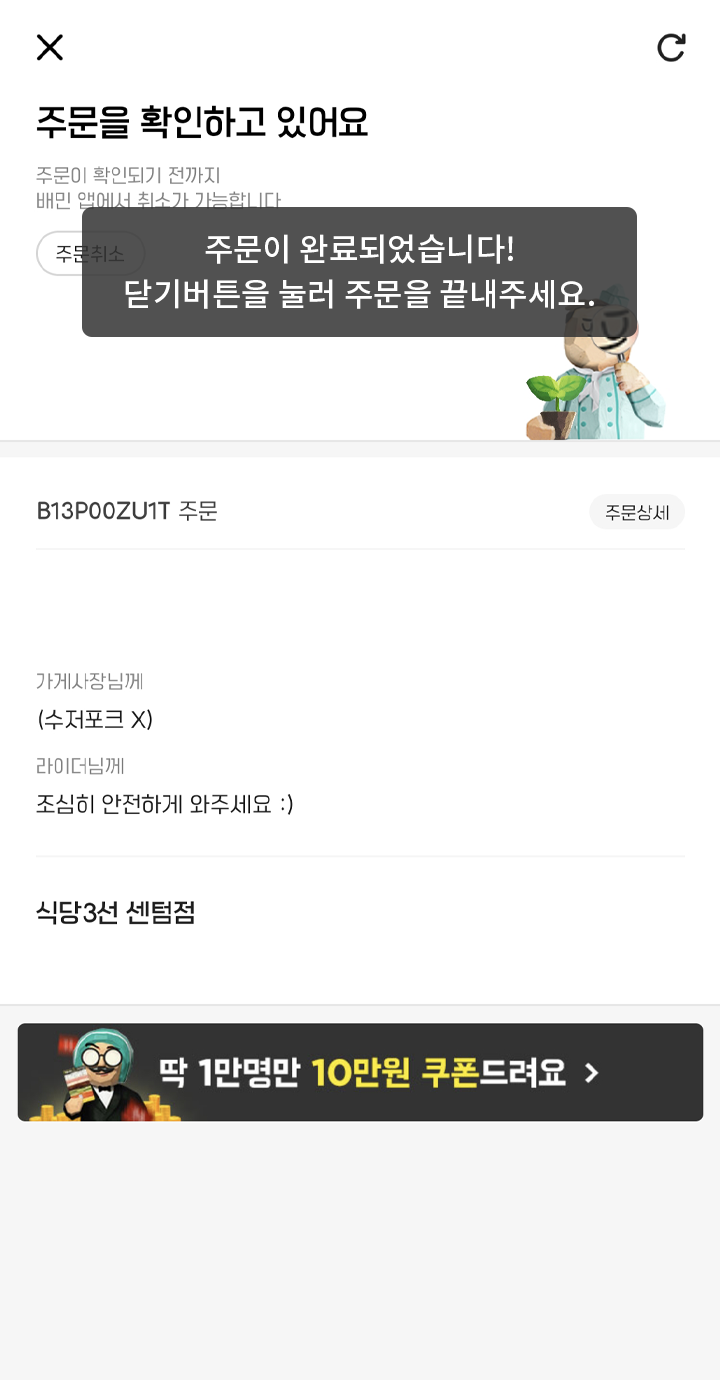 주문을 확인하고 있어요
주문이 확인되기 전까지
배민 앱에서 취소가 가능합니다
주문취소
주문이 완료되었습니다!
닫기버튼을 눌러 주문을 끝내주세요.
B13P00ZU1T 주문
주문상세
가게사장님께
(수저포크 X)
라이더님께
조심히 안전하게 와주세요 :)
식당3선 센텀점
딱 1만명만 10만원 쿠폰드려요